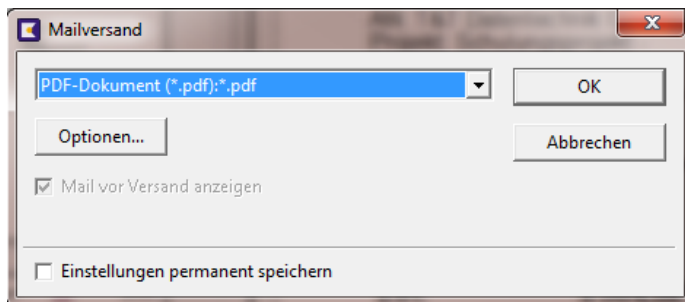 Mailversand
PDF-Dokument (*.pdf):*.pdf
OK
Optionen...
Abbrechen
Mail vor Versand anzeigen
Einstellungen permanent speichern